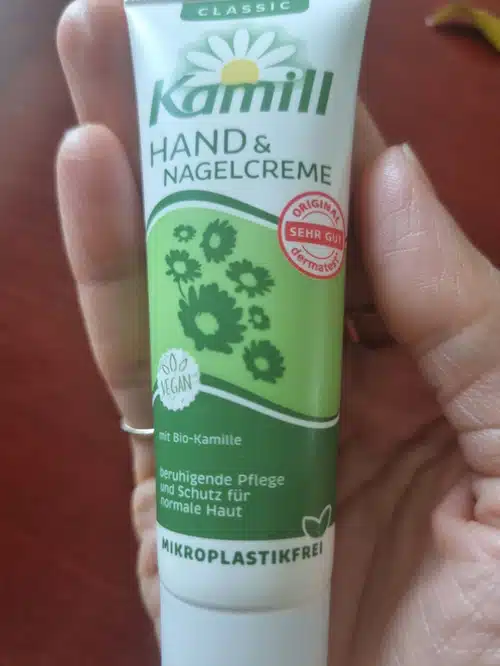 CLASSIC
Kamill
HAND &
NAGELCREME
ORIGINAL
SEHR GUT
dermatest
VEGAN
mit Bio-Kamille
beruhigende Pflege
und Schutz für
normale Haut
MIKROPLASTIKFREI